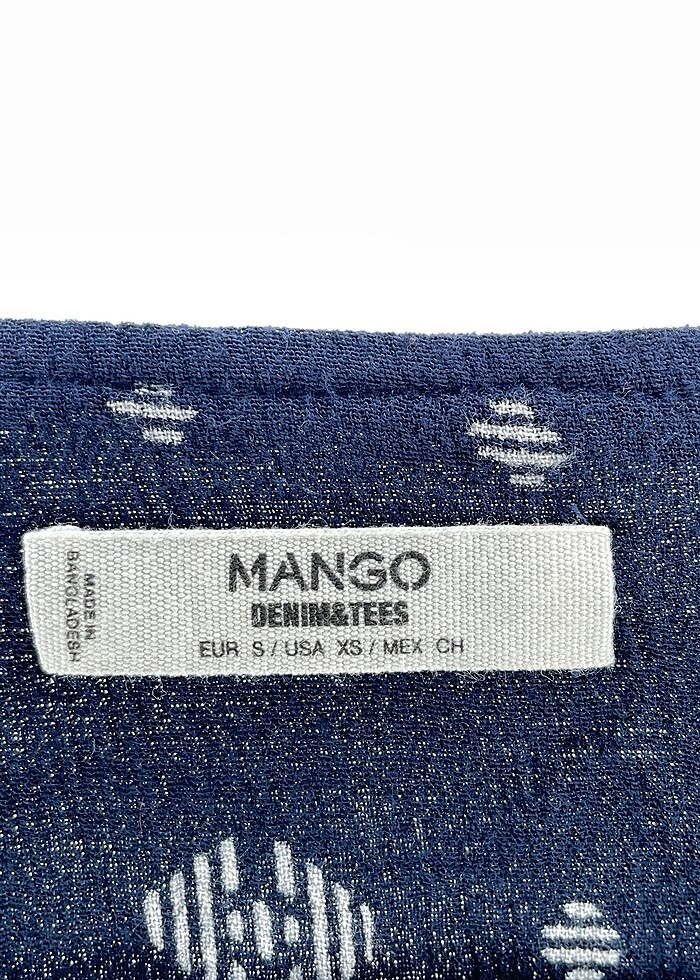 MANGO
DENIM&TEES
EUR S / USA XS / MEX CH
MADE IN
BANGLADESH